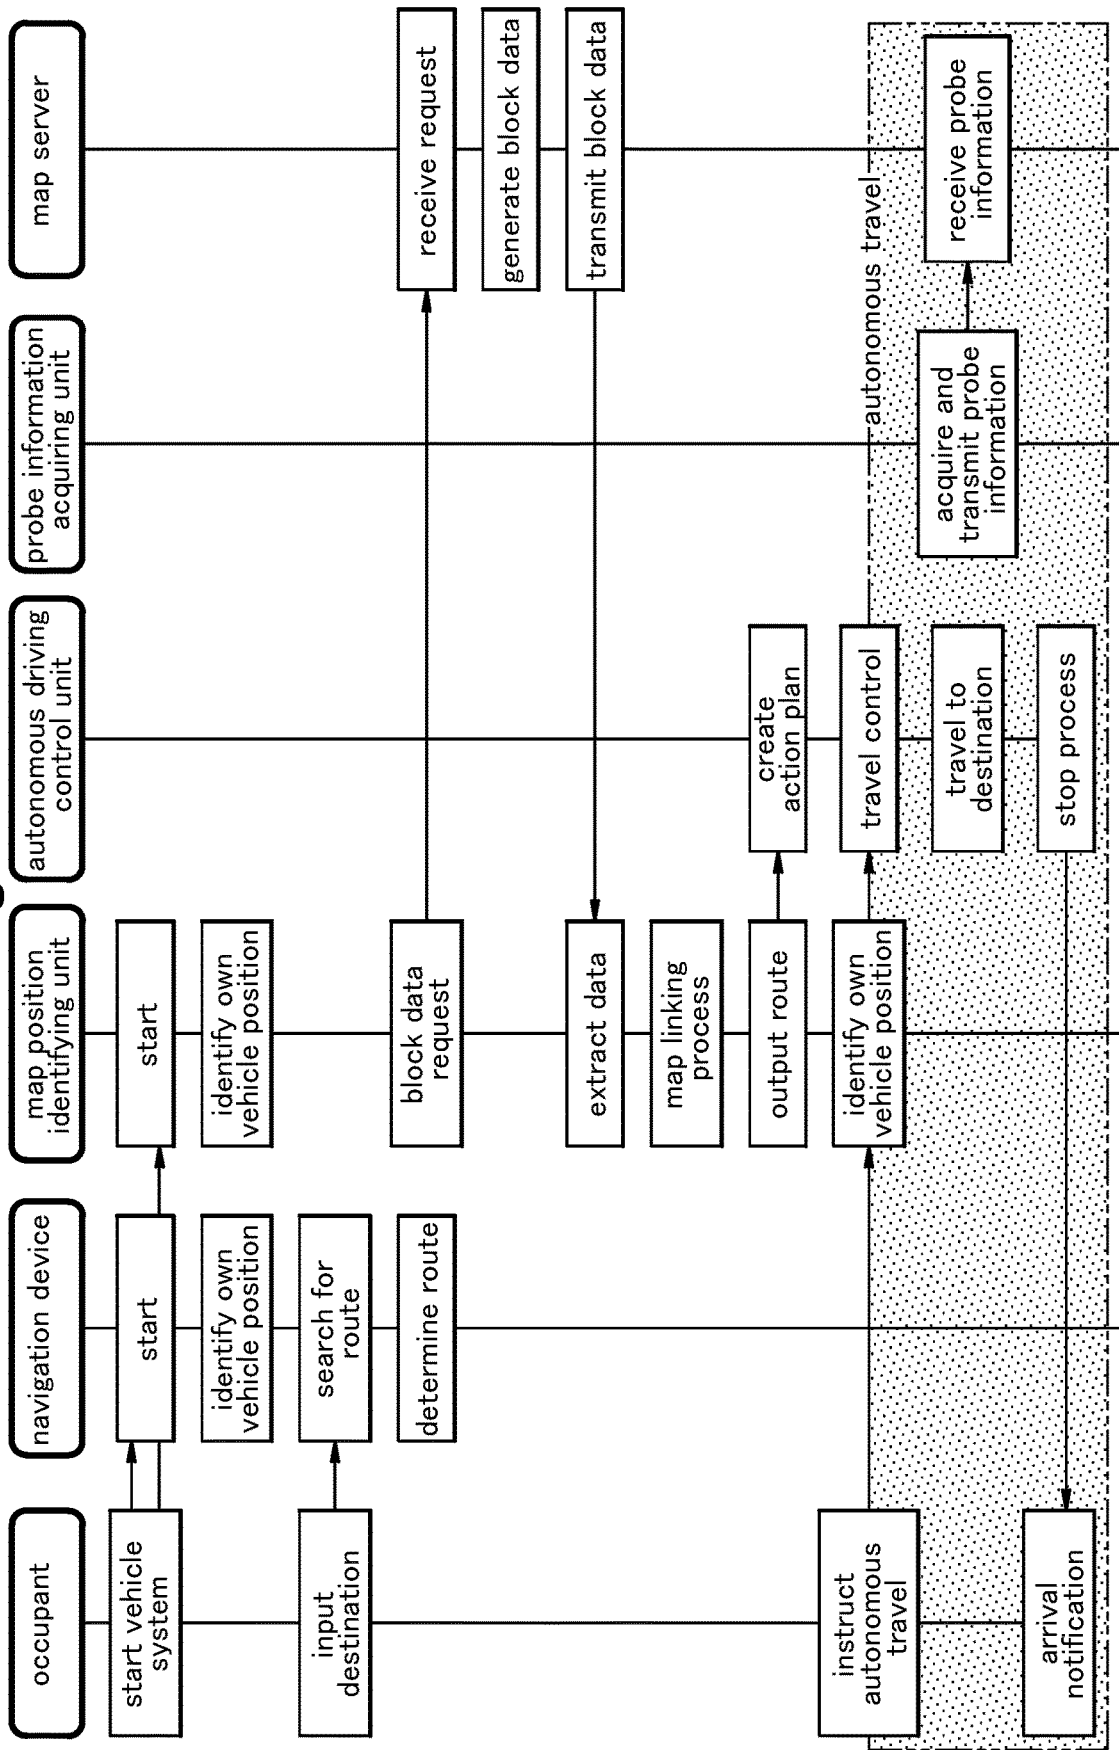 occupant
navigation device
map position
identifying unit
autonomous driving
control unit
probe information
acquiring unit
map server
start vehicle
system
start
start
identify own
vehicle position
identify own
vehicle position
input
destination
search for
route
determine route
block data
request
receive request
generate block data
transmit block data
extract data
map linking
process
output route
create
action plan
instruct
autonomous
travel
identify own
vehicle position
travel control
autonomous travel
travel to
destination
acquire and
transmit probe
information
receive probe
information
stop process
arrival
notification